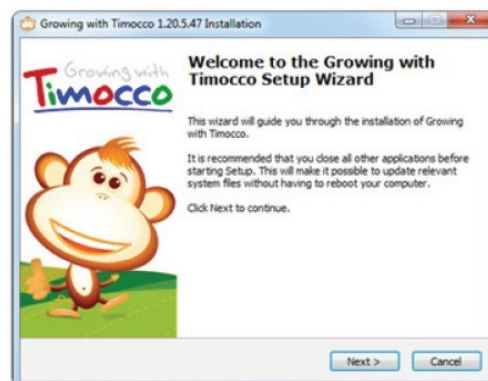 Growing with Timocco 1.20.5.47 Installation
Growing with
Timocco
Welcome to the Growing with
Timocco Setup Wizard
This wizard will guide you through the installation of Growing
with Timocco.
It is recommended that you close all other applications before
starting Setup. This will make it possible to update relevant
system files without having to reboot your computer.
Click Next to continue.
Next >
Cancel